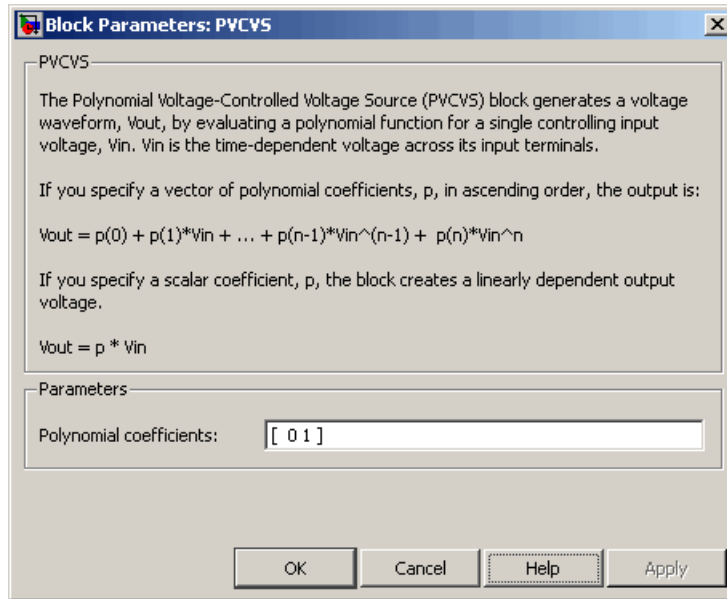 Block Parameters: PVCVS
PVCVS
The Polynomial Voltage-Controlled Voltage Source (PVCVS) block generates a voltage
waveform, Vout, by evaluating a polynomial function for a single controlling input
voltage, Vin. Vin is the time-dependent voltage across its input terminals.
If you specify a vector of polynomial coefficients, p, in ascending order, the output is:
Vout = p(0) + p(1)*Vin + ... + p(n-1)*Vin^(n-1) +  p(n)*Vin^n
If you specify a scalar coefficient, p, the block creates a linearly dependent output
voltage.
Vout = p * Vin
Parameters
Polynomial coefficients: [ 0 1 ]
OK Cancel Help Apply